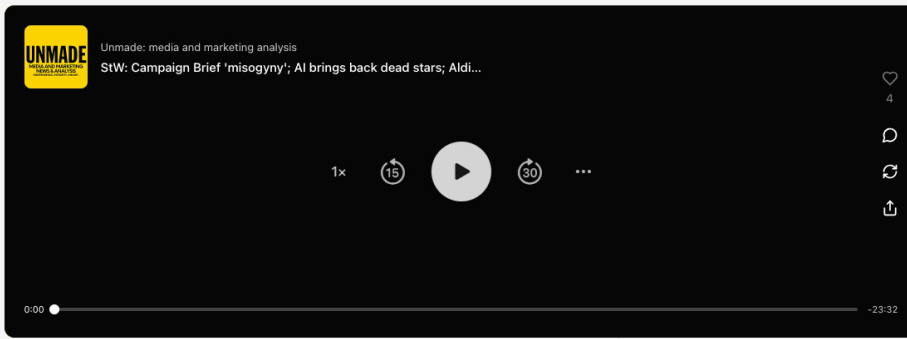 UNMADE
MEDIA AND MARKETING
NEWS & ANALYSIS
Unmade: media and marketing analysis
StW: Campaign Brief 'misogyny'; AI brings back dead stars; Aldi...
4
1×
15
30
0:00
-23:32